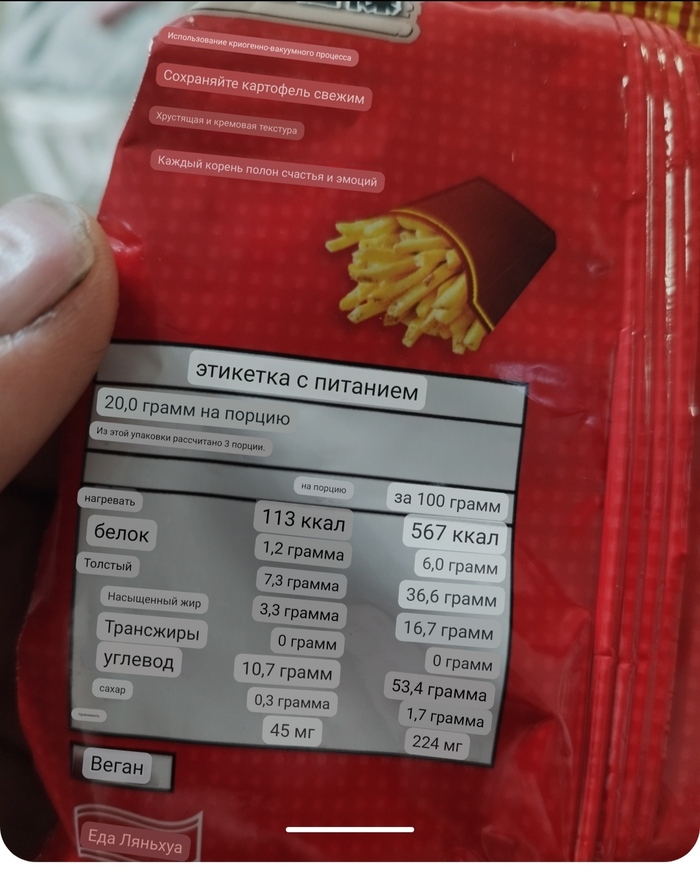 Использование криогенно-вакуумного процесса
Сохраняйте картофель свежим
Хрустящая и кремовая текстура
Каждый корень полон счастья и эмоций
этикетка с питанием
20,0 грамм на порцию
Из этой упаковки рассчитано 3 порции.
на порцию за 100 грамм
нагревать 113 ккал 567 ккал
белок 1,2 грамма 6,0 грамм
Толстый 7,3 грамма 36,6 грамм
Насыщенный жир 3,3 грамма 16,7 грамм
Трансжиры 0 грамм 0 грамм
углевод 10,7 грамм 53,4 грамма
сахар 0,3 грамма 1,7 грамма
45 мг 224 мг
Веган
Еда Ляньхуа